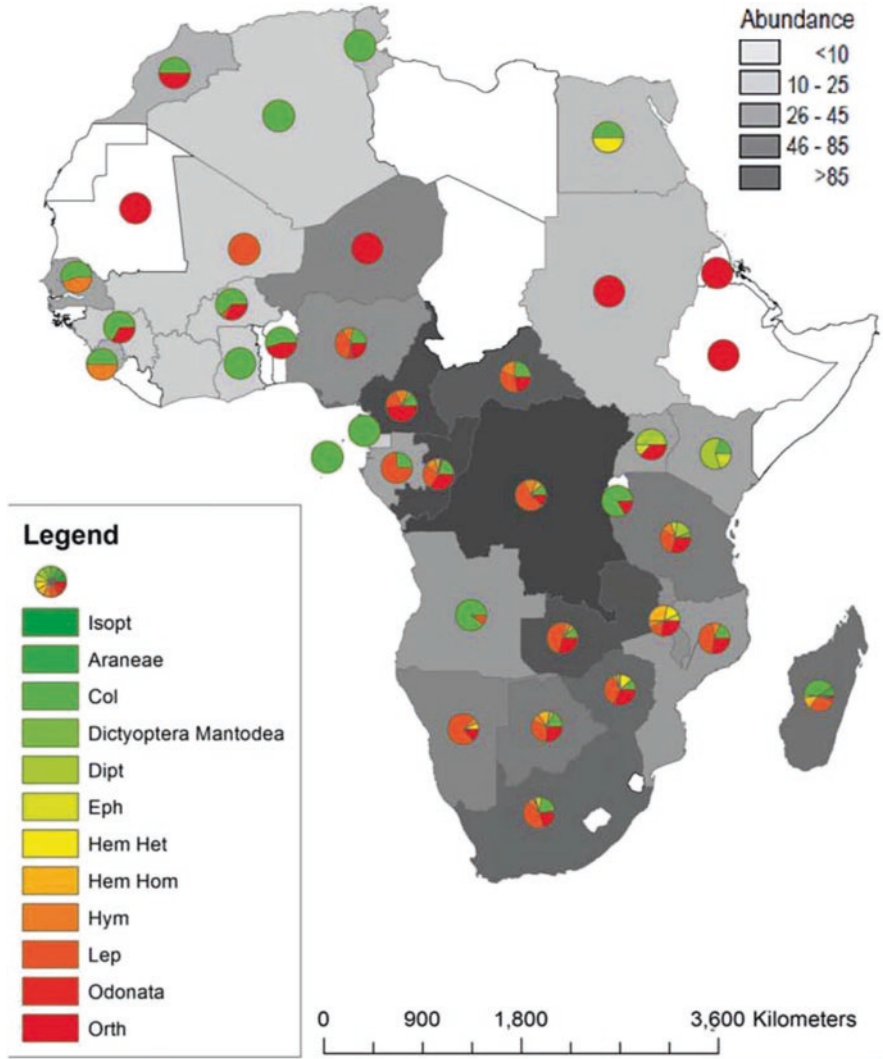 Abundance
<10
10 - 25
26 - 45
46 - 85
>85
Legend
Isopt
Araneae
Col
Dictyoptera Mantodea
Dipt
Eph
Hem Het
Hem Hom
Hym
Lep
Odonata
Orth
0 900 1,800 3,600 Kilometers